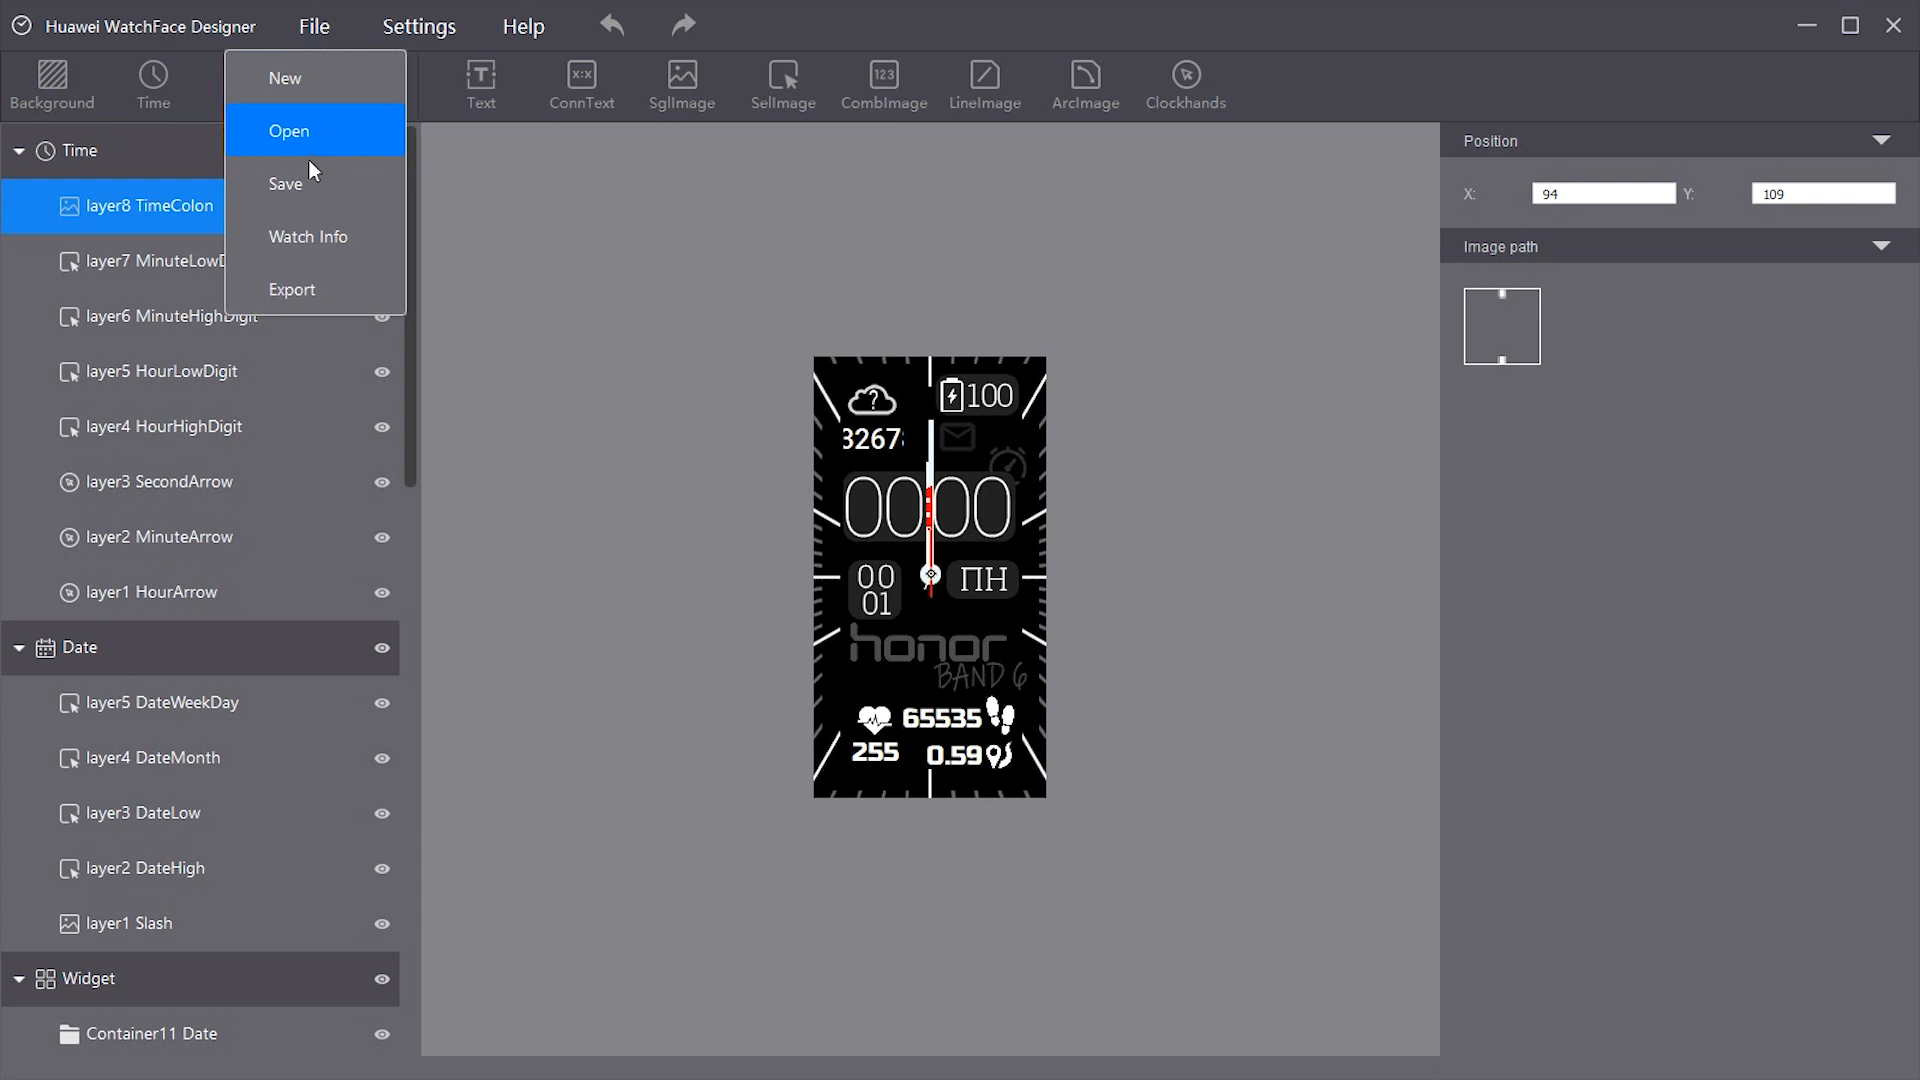 Huawei WatchFace Designer
File
Settings
Help
New
Open
Save
Watch Info
Export
Background
Time
Text
ConnText
SglImage
SelImage
CombImage
LineImage
ArcImage
Clockhands
Time
layer8 TimeColon
layer7 MinuteLowD
layer6 MinuteHighDigit
layer5 HourLowDigit
layer4 HourHighDigit
layer3 SecondArrow
layer2 MinuteArrow
layer1 HourArrow
Date
layer5 DateWeekDay
layer4 DateMonth
layer3 DateLow
layer2 DateHigh
layer1 Slash
Widget
Container11 Date
100
3267
00 00
00
01
ПН
honor
BAND 6
65535
255
0.59
Position
X: 94 Y: 109
Image path